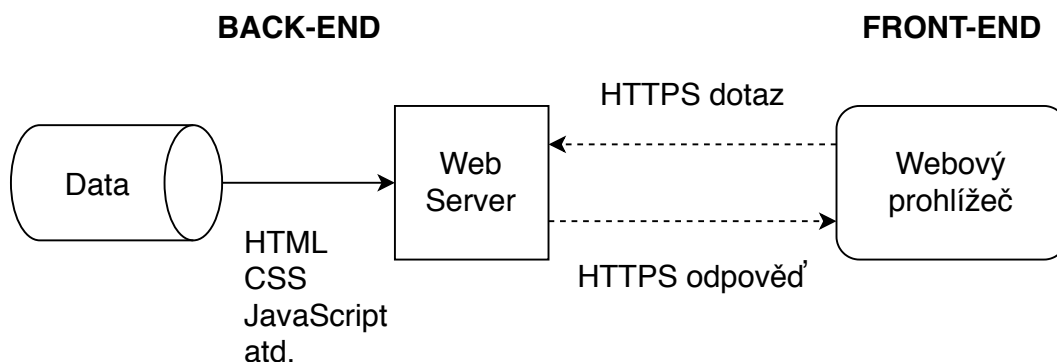 BACK-END
FRONT-END
HTTPS dotaz
Data
Web
Server
Webový
prohlížeč
HTML
CSS
JavaScript
atd.
HTTPS odpověď